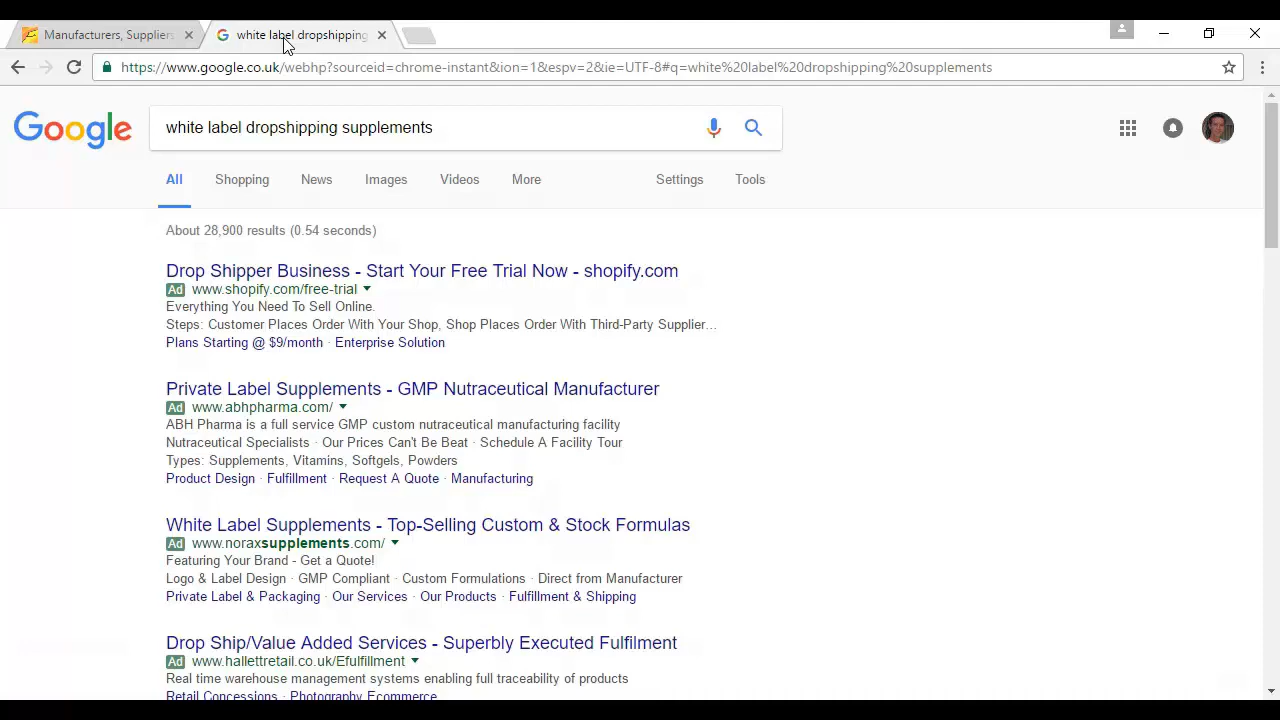 Manufacturers, Suppliers
white label dropshipping
https://www.google.co.uk/webhp?sourceid=chrome-instant&ion=1&espv=2&ie=UTF-8#q=white%20label%20dropshipping%20supplements
Google
white label dropshipping supplements
All Shopping News Images Videos More Settings Tools
About 28,900 results (0.54 seconds)
Drop Shipper Business - Start Your Free Trial Now - shopify.com
Ad www.shopify.com/free-trial
Everything You Need To Sell Online.
Steps: Customer Places Order With Your Shop, Shop Places Order With Third-Party Supplier...
Plans Starting @ $9/month · Enterprise Solution
Private Label Supplements - GMP Nutraceutical Manufacturer
Ad www.abhpharma.com/
ABH Pharma is a full service GMP custom nutraceutical manufacturing facility
Nutraceutical Specialists · Our Prices Can't Be Beat · Schedule A Facility Tour
Types: Supplements, Vitamins, Softgels, Powders
Product Design · Fulfillment · Request A Quote · Manufacturing
White Label Supplements - Top-Selling Custom & Stock Formulas
Ad www.noraxsupplements.com/
Featuring Your Brand - Get a Quote!
Logo & Label Design · GMP Compliant · Custom Formulations · Direct from Manufacturer
Private Label & Packaging · Our Services · Our Products · Fulfillment & Shipping
Drop Ship/Value Added Services - Superbly Executed Fulfilment
Ad www.hallettretail.co.uk/Efulfillment
Real time warehouse management systems enabling full traceability of products
Retail Concessions · Photography Ecommerce